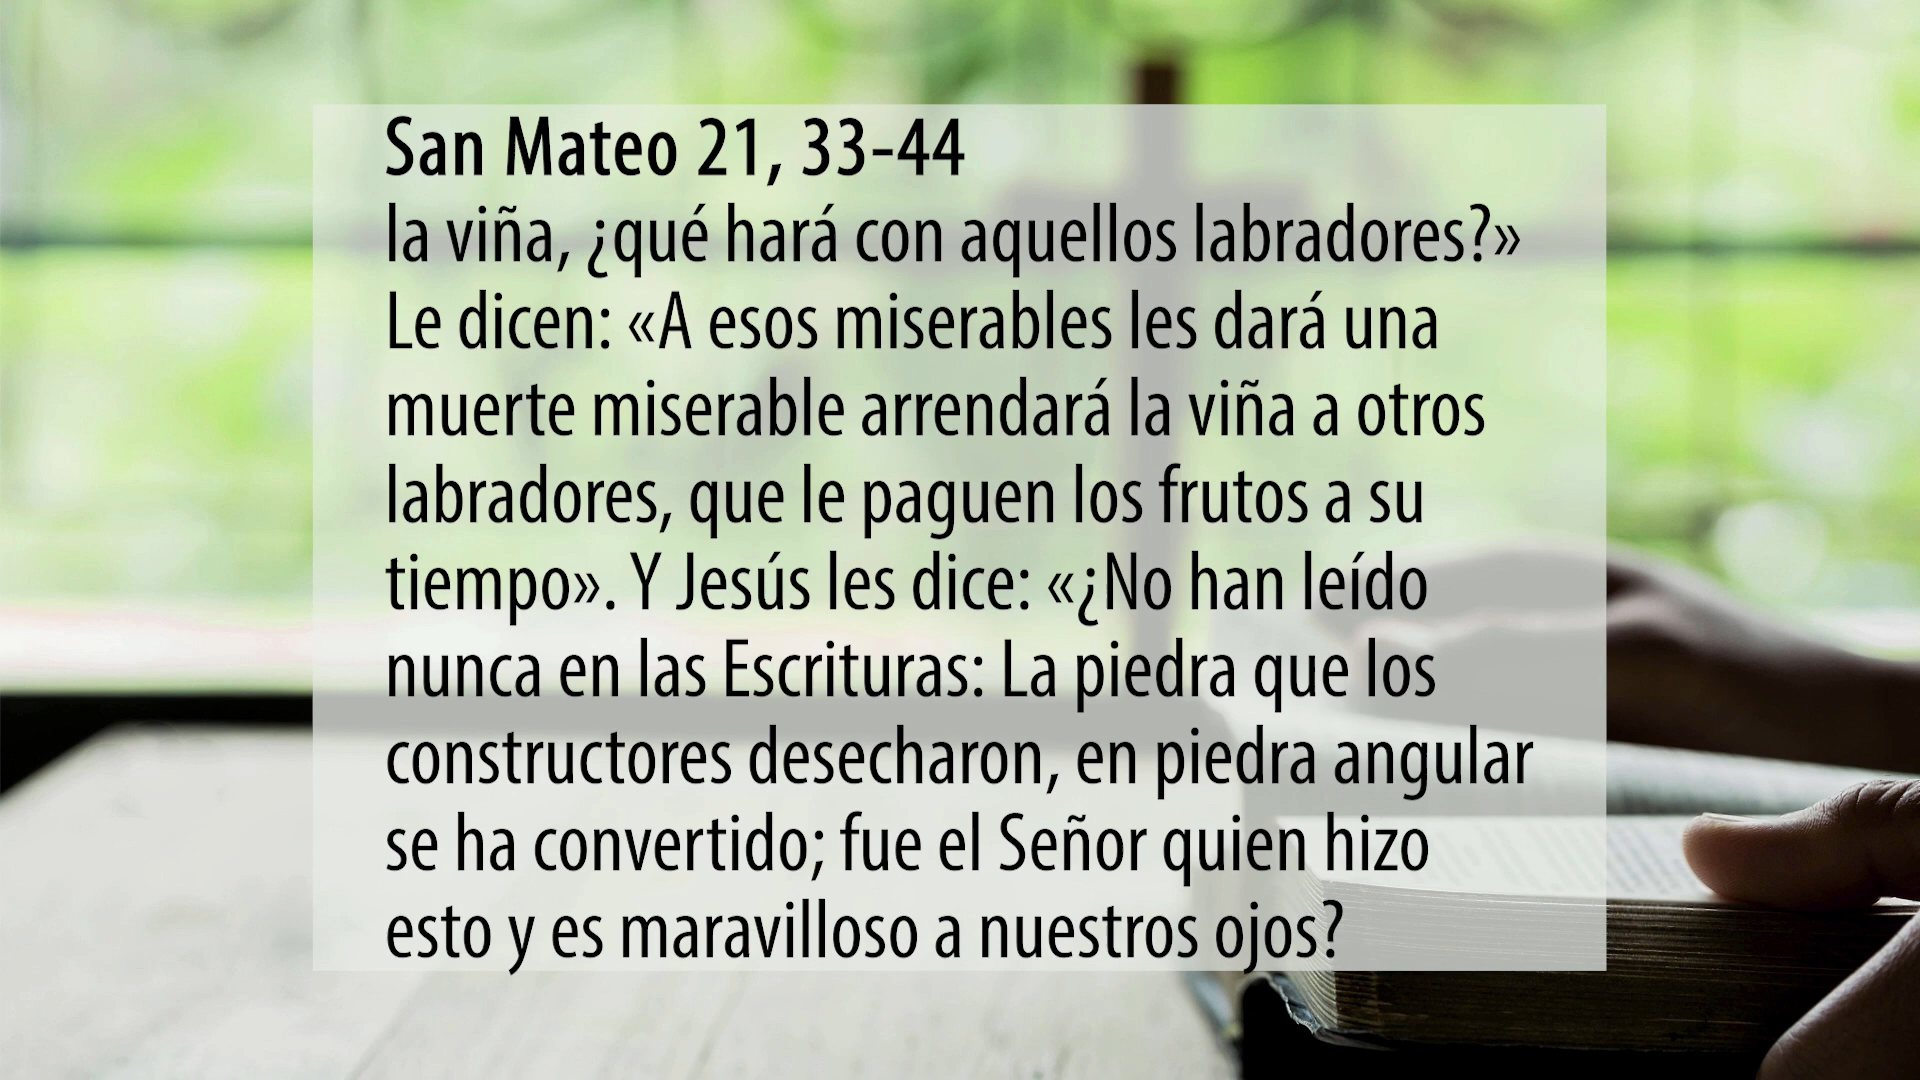 San Mateo 21, 33-44
la viña, ¿qué hará con aquellos labradores?»
Le dicen: «A esos miserables les dará una
muerte miserable arrendará la viña a otros
labradores, que le paguen los frutos a su
tiempo». Y Jesús les dice: «¿No han leído
nunca en las Escrituras: La piedra que los
constructores desecharon, en piedra angular
se ha convertido; fue el Señor quien hizo
esto y es maravilloso a nuestros ojos?